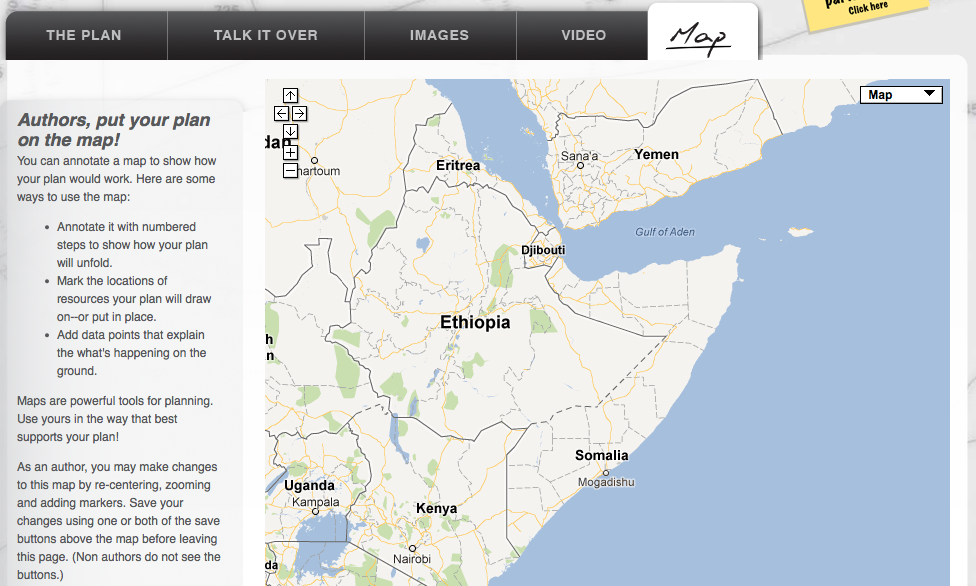 Click here
THE PLAN
TALK IT OVER
IMAGES
VIDEO
Map
Authors, put your plan
on the map!
You can annotate a map to show how
your plan would work. Here are some
ways to use the map:
• Annotate it with numbered
steps to show how your plan
will unfold.
• Mark the locations of
resources your plan will draw
on--or put in place.
• Add data points that explain
the what's happening on the
ground.
Maps are powerful tools for planning.
Use yours in the way that best
supports your plan!
As an author, you may make changes
to this map by re-centering, zooming
and adding markers. Save your
changes using one or both of the save
buttons above the map before leaving
this page. (Non authors do not see the
buttons.)
Map
dan
hartoum
Eritrea
Sana'a
Yemen
Gulf of Aden
Djibouti
Ethiopia
h
n
Somalia
Mogadishu
Uganda
Kampala
Kenya
Nairobi
da